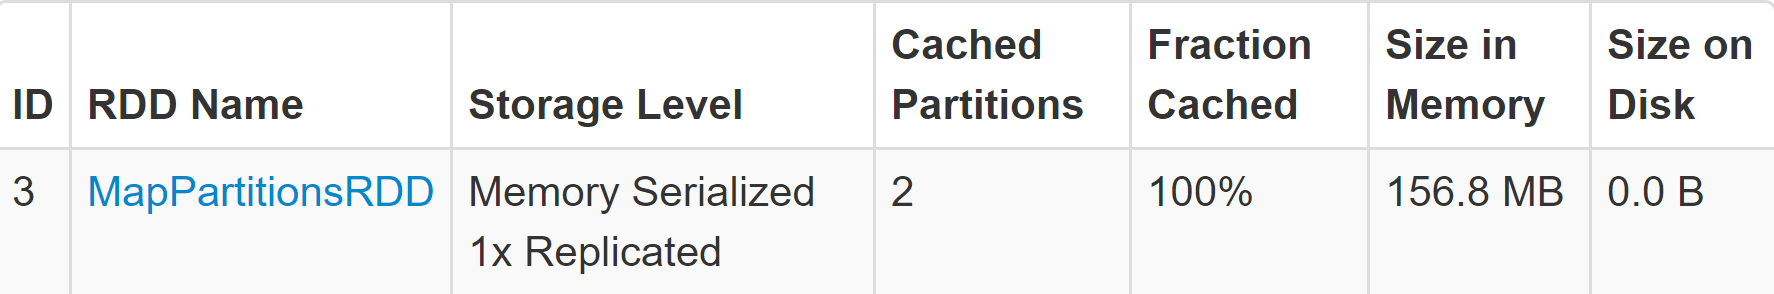 ID RDD Name Storage Level Cached Partitions Fraction Cached Size in Memory Size on Disk
3 MapPartitionsRDD Memory Serialized 1x Replicated 2 100% 156.8 MB 0.0 B